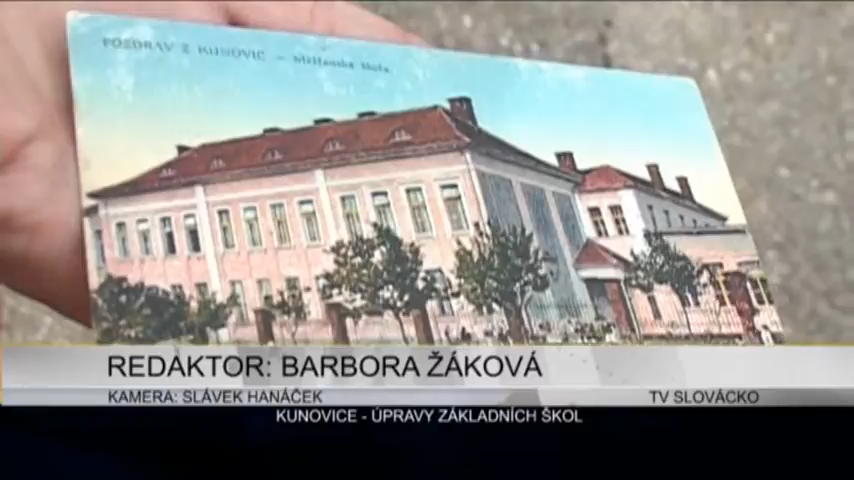 POZDRAV Z KUNOVIC - Měšťanská škola
REDAKTOR: BARBORA ŽÁKOVÁ
KAMERA: SLÁVEK HANÁČEK
TV SLOVÁCKO
KUNOVICE - ÚPRAVY ZÁKLADNÍCH ŠKOL